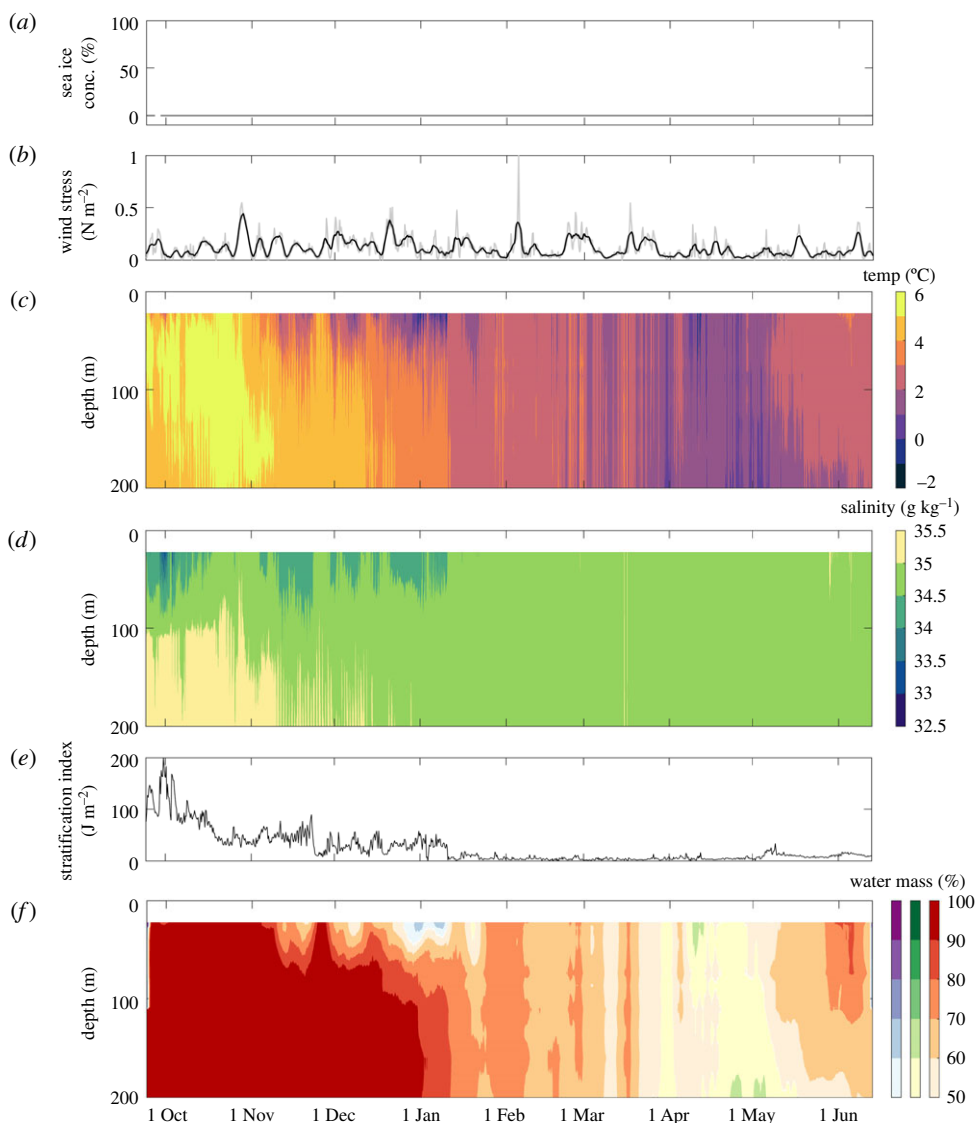 (a)
100
50
0
sea ice
conc. (%)
(b)
1
0.5
0
wind stress
(N m−2)
temp (ºC)
(c)
0
100
200
depth (m)
6
4
2
0
−2
salinity (g kg−1)
(d)
0
100
200
depth (m)
35.5
35
34.5
34
33.5
33
32.5
(e)
200
100
0
stratification index
(J m−2)
water mass (%)
(f)
0
100
200
depth (m)
100
90
80
70
60
50
1 Oct 1 Nov 1 Dec 1 Jan 1 Feb 1 Mar 1 Apr 1 May 1 Jun